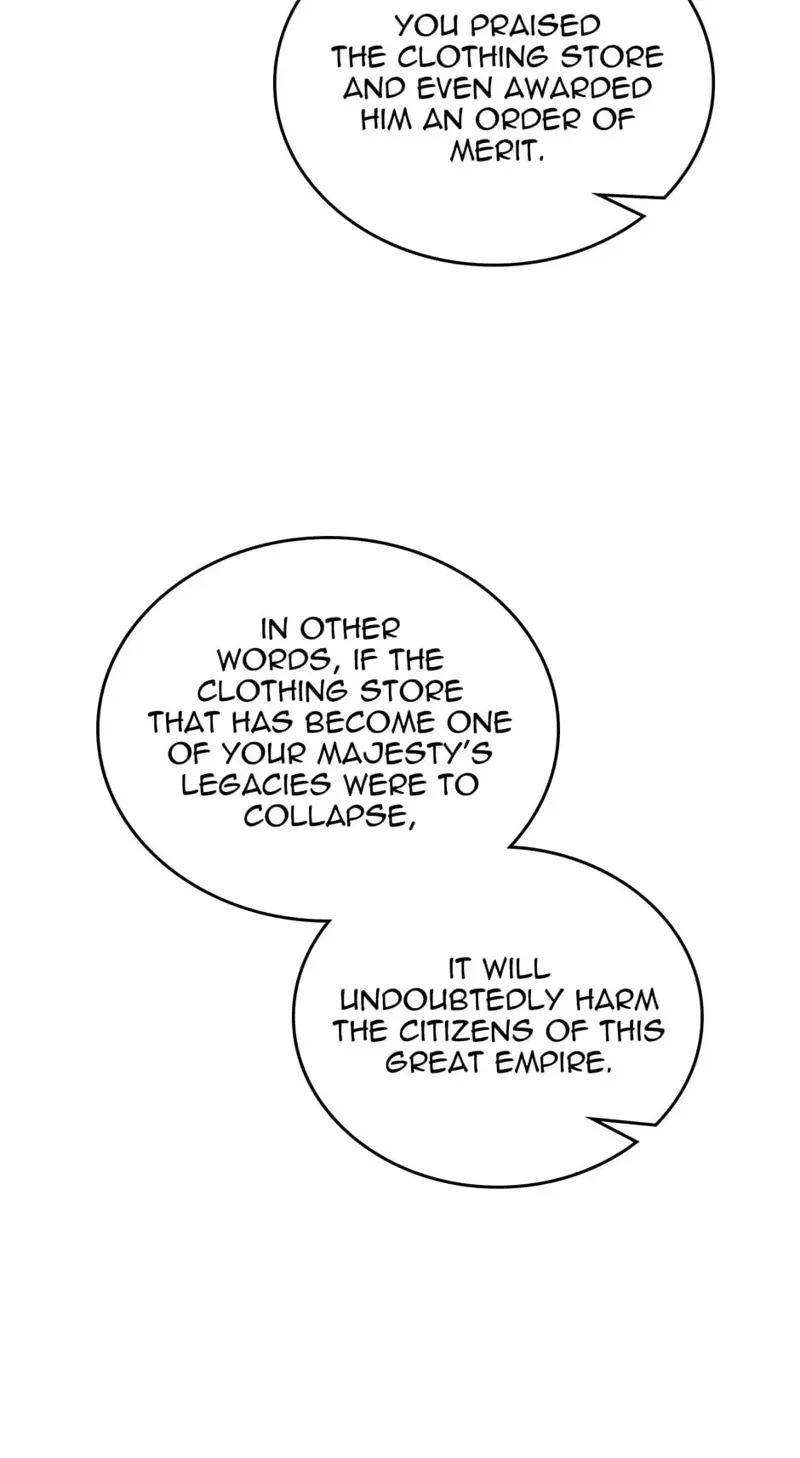 YOU PRAISED
THE CLOTHING STORE
AND EVEN AWARDED
HIM AN ORDER OF
MERIT.
IN OTHER
WORDS, IF THE
CLOTHING STORE
THAT HAS BECOME ONE
OF YOUR MAJESTY'S
LEGACIES WERE TO
COLLAPSE,
IT WILL
UNDOUBTEDLY HARM
THE CITIZENS OF THIS
GREAT EMPIRE.